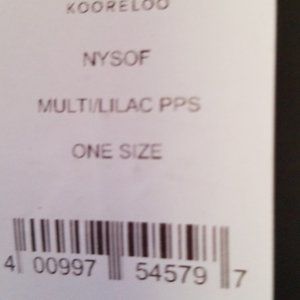 KOORELOO
NYSOF
MULTI/LILAC PPS
ONE SIZE
4 00997 54579 7